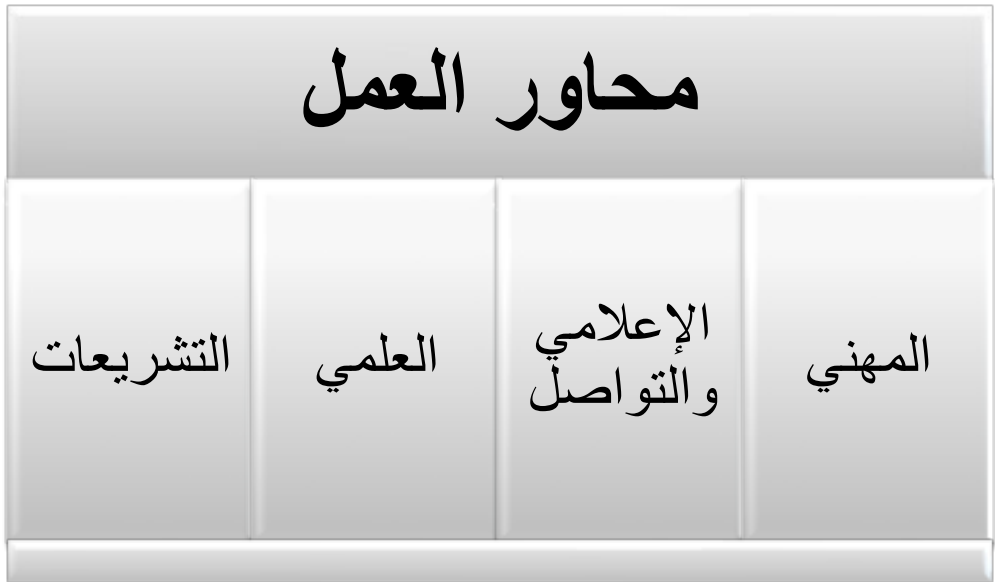 محاور العمل
المهني
الإعلامي
والتواصل
العلمي
التشريعات